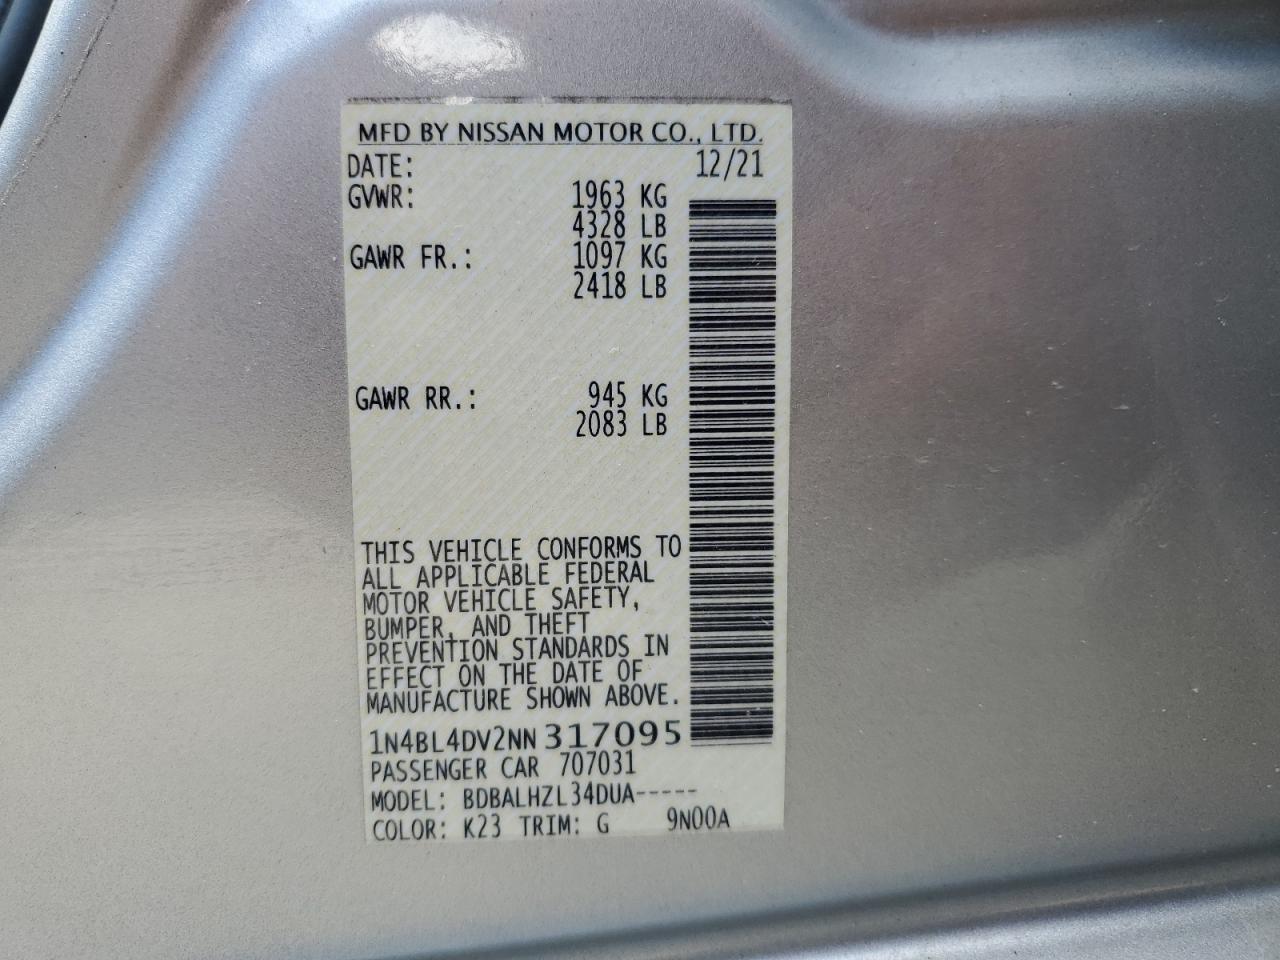 MFD BY NISSAN MOTOR CO., LTD.
DATE: 12/21
GVWR: 1963 KG
4328 LB
GAWR FR.: 1097 KG
2418 LB
GAWR RR.: 945 KG
2083 LB
THIS VEHICLE CONFORMS TO
ALL APPLICABLE FEDERAL
MOTOR VEHICLE SAFETY,
BUMPER, AND THEFT
PREVENTION STANDARDS IN
EFFECT ON THE DATE OF
MANUFACTURE SHOWN ABOVE.
1N4BL4DV2NN317095
PASSENGER CAR 707031
MODEL: BDBALHZL34DUA-----
COLOR: K23 TRIM: G 9N00A